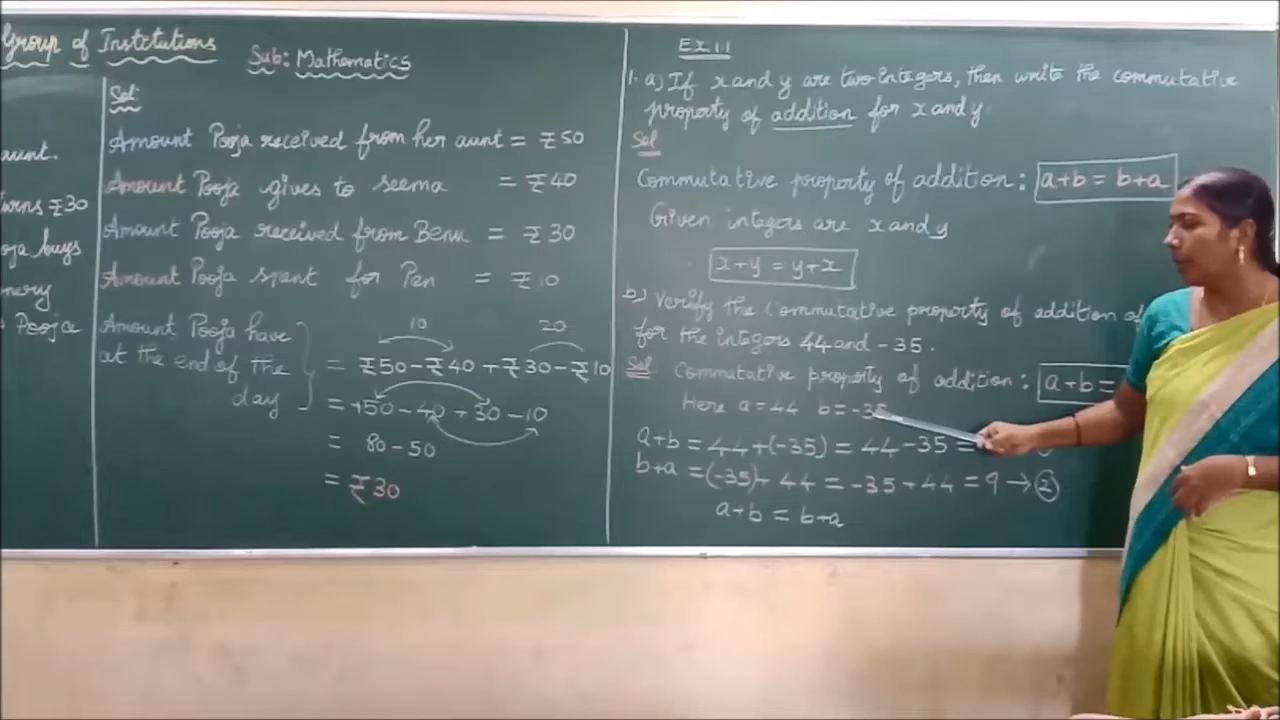 Group of Institutions
Sub: Mathematics
aunt.
₹30
buys
Pooja
Sol
Amount Pooja received from her aunt = ₹50
Amount Pooja gives to Seema = ₹40
Amount Pooja received from Benu = ₹30
Amount Pooja spent for Pen = ₹10
Amount Pooja have
at the end of the
day
10 20
= ₹50-₹40+₹30-₹10
= +50-40+30-10
= 80-50
= ₹30
Ex 1.1
1. a) If x and y are two integers, then write the commutative
property of addition for x and y
Sol
Commutative property of addition: a+b = b+a
Given integers are x and y
x+y = y+x
b) Verify the commutative property of addition of
for the integers 44 and -35.
Sol Commutative property of addition: a+b =
Here a=44 b=-35
a+b = 44+(-35) = 44-35 =
b+a = (-35)+44 = -35+44 = 9 → ②
a+b = b+a